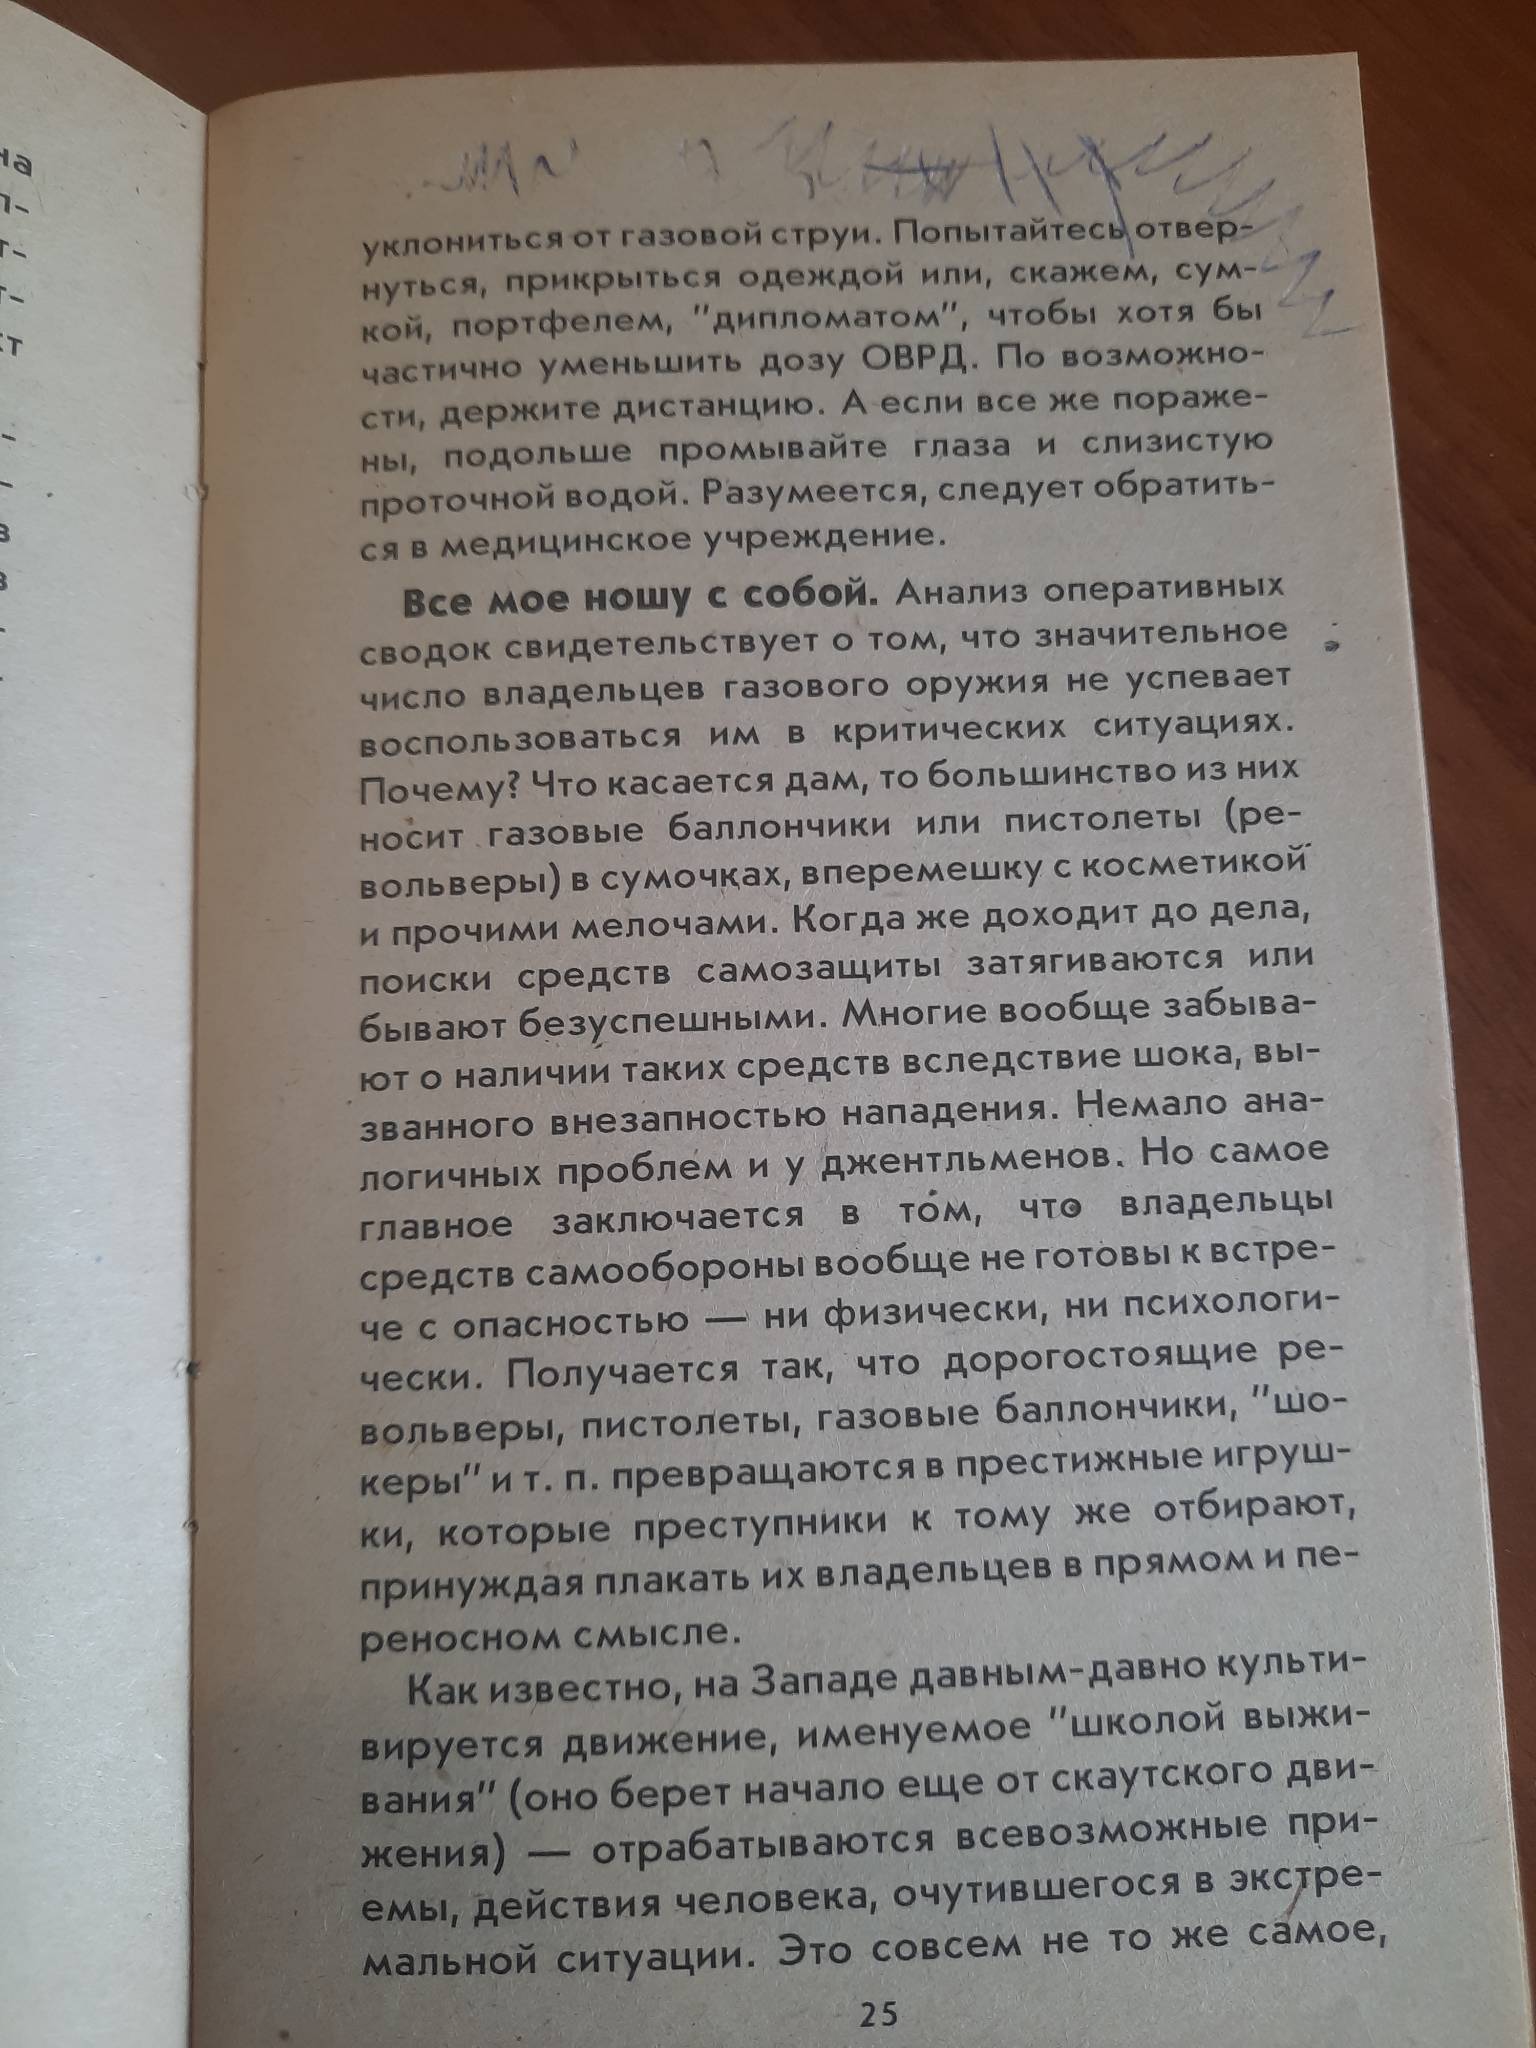 на
л-
т-
т-
кт
-
-
в
в
-
уклониться от газовой струи. Попытайтесь отвер-
нуться, прикрыться одеждой или, скажем, сум-
кой, портфелем, "дипломатом", чтобы хотя бы
частично уменьшить дозу ОВРД. По возможно-
сти, держите дистанцию. А если все же пораже-
ны, подольше промывайте глаза и слизистую
проточной водой. Разумеется, следует обратить-
ся в медицинское учреждение.
Все мое ношу с собой. Анализ оперативных
сводок свидетельствует о том, что значительное
число владельцев газового оружия не успевает
воспользоваться им в критических ситуациях.
Почему? Что касается дам, то большинство из них
носит газовые баллончики или пистолеты (ре-
вольверы) в сумочках, вперемешку с косметикой
и прочими мелочами. Когда же доходит до дела,
поиски средств самозащиты затягиваются или
бывают безуспешными. Многие вообще забыва-
ют о наличии таких средств вследствие шока, вы-
званного внезапностью нападения. Немало ана-
логичных проблем и у джентльменов. Но самое
главное заключается в том, что владельцы
средств самообороны вообще не готовы к встре-
че с опасностью — ни физически, ни психологи-
чески. Получается так, что дорогостоящие ре-
вольверы, пистолеты, газовые баллончики, "шо-
керы" и т. п. превращаются в престижные игруш-
ки, которые преступники к тому же отбирают,
принуждая плакать их владельцев в прямом и пе-
реносном смысле.
Как известно, на Западе давным-давно культи-
вируется движение, именуемое "школой выжи-
вания" (оно берет начало еще от скаутского дви-
жения) — отрабатываются всевозможные при-
емы, действия человека, очутившегося в экстре-
мальной ситуации. Это совсем не то же самое,
25